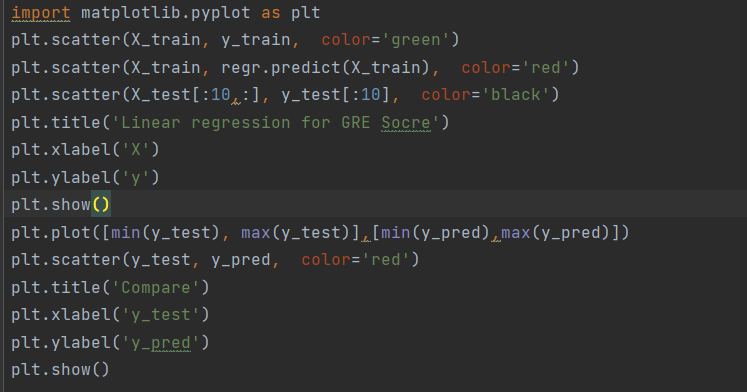 import matplotlib.pyplot as plt
plt.scatter(X_train, y_train,  color='green')
plt.scatter(X_train, regr.predict(X_train),  color='red')
plt.scatter(X_test[:10,:], y_test[:10],  color='black')
plt.title('Linear regression for GRE Socre')
plt.xlabel('X')
plt.ylabel('y')
plt.show()
plt.plot([min(y_test), max(y_test)],[min(y_pred),max(y_pred)])
plt.scatter(y_test, y_pred,  color='red')
plt.title('Compare')
plt.xlabel('y_test')
plt.ylabel('y_pred')
plt.show()